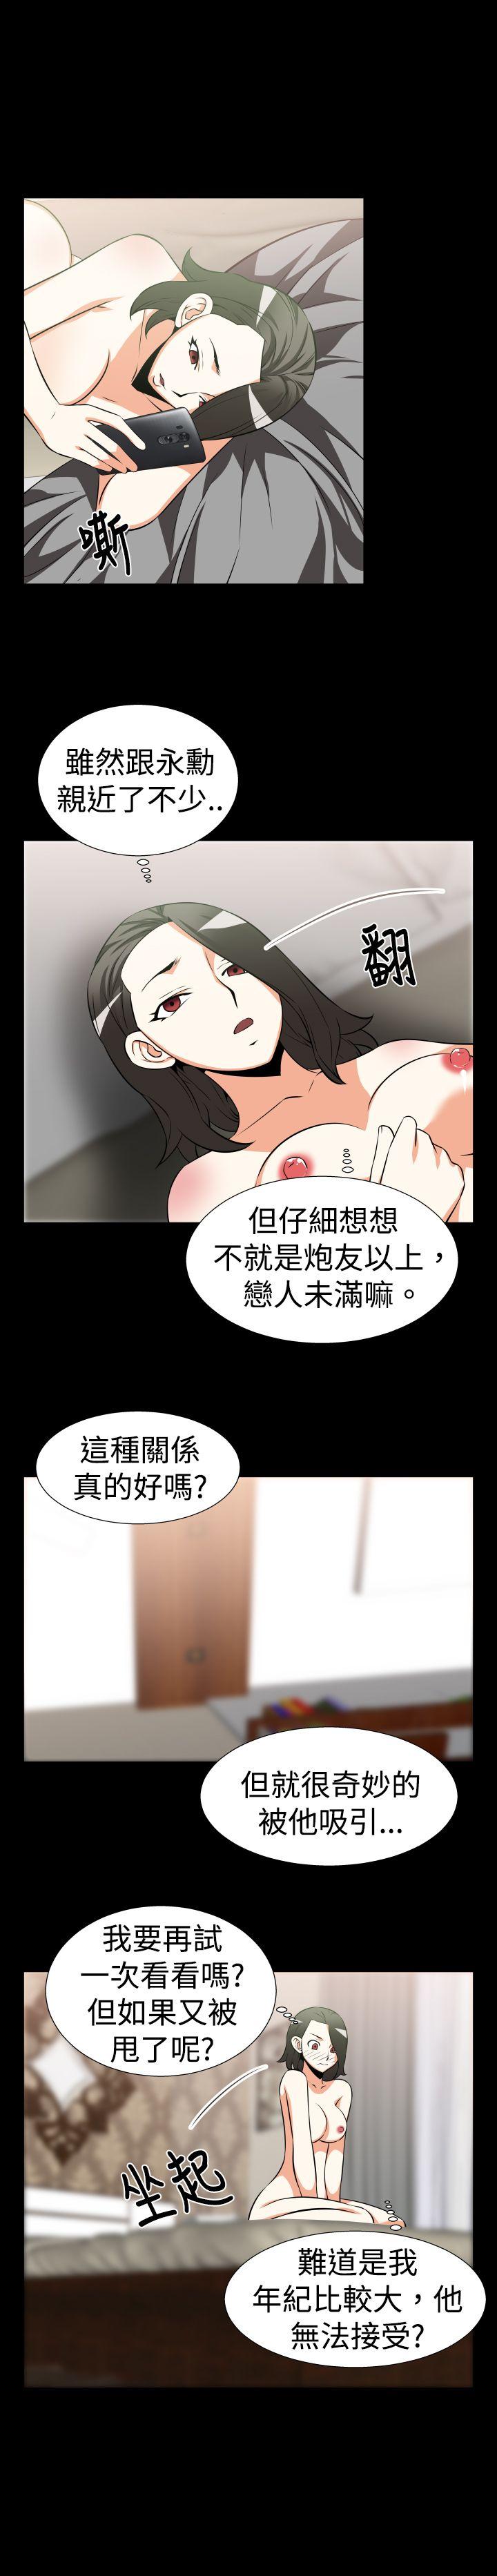 嘶
雖然跟永勳
親近了不少..
翻
但仔細想想
不就是炮友以上，
戀人未滿嘛。
這種關係
真的好嗎?
但就很奇妙的
被他吸引...
我要再試
一次看看嗎?
但如果又被
甩了呢?
坐起
難道是我
年紀比較大，他
無法接受?